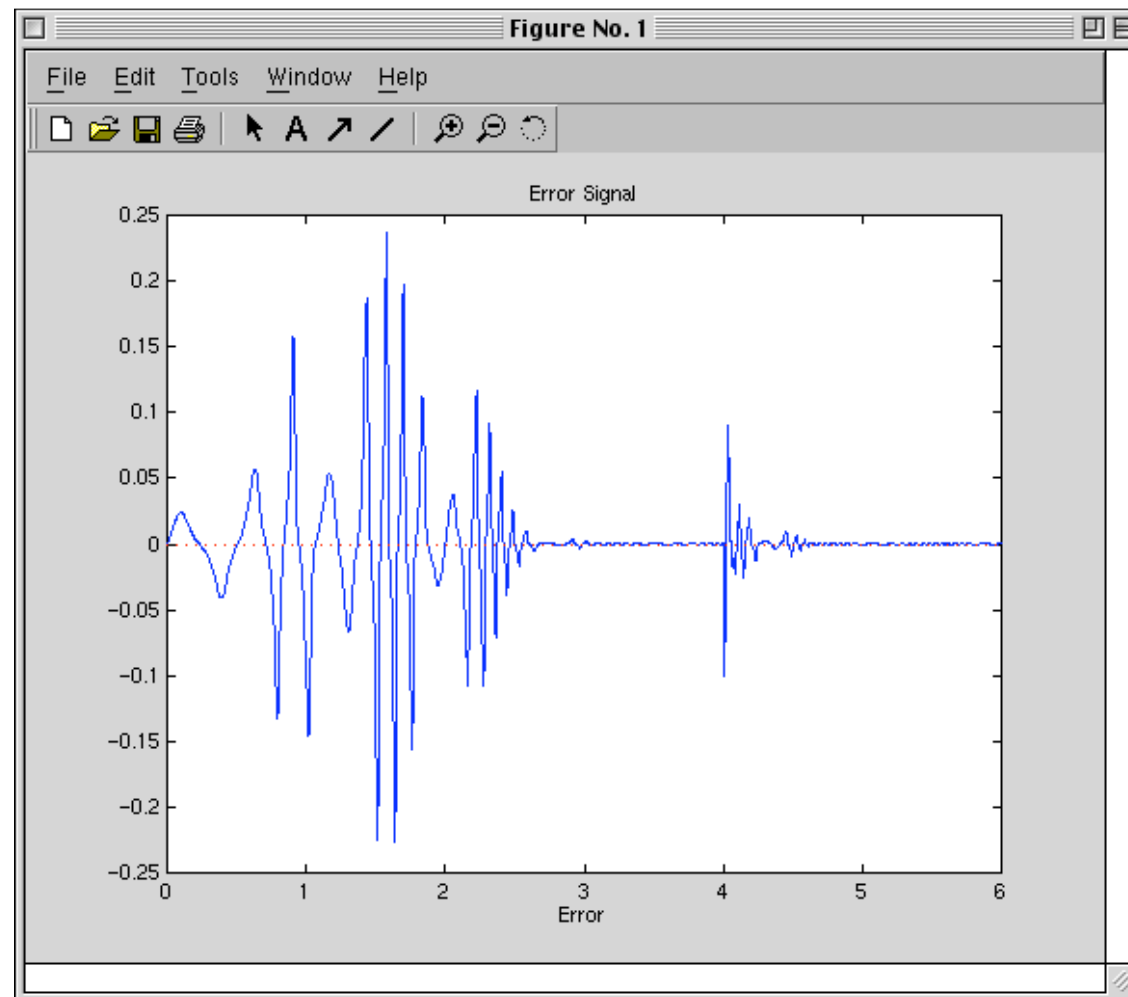 Figure No. 1
File Edit Tools Window Help
A
Error Signal
0.25
0.2
0.15
0.1
0.05
0
−0.05
−0.1
−0.15
−0.2
−0.25
0 1 2 3 4 5 6
Error